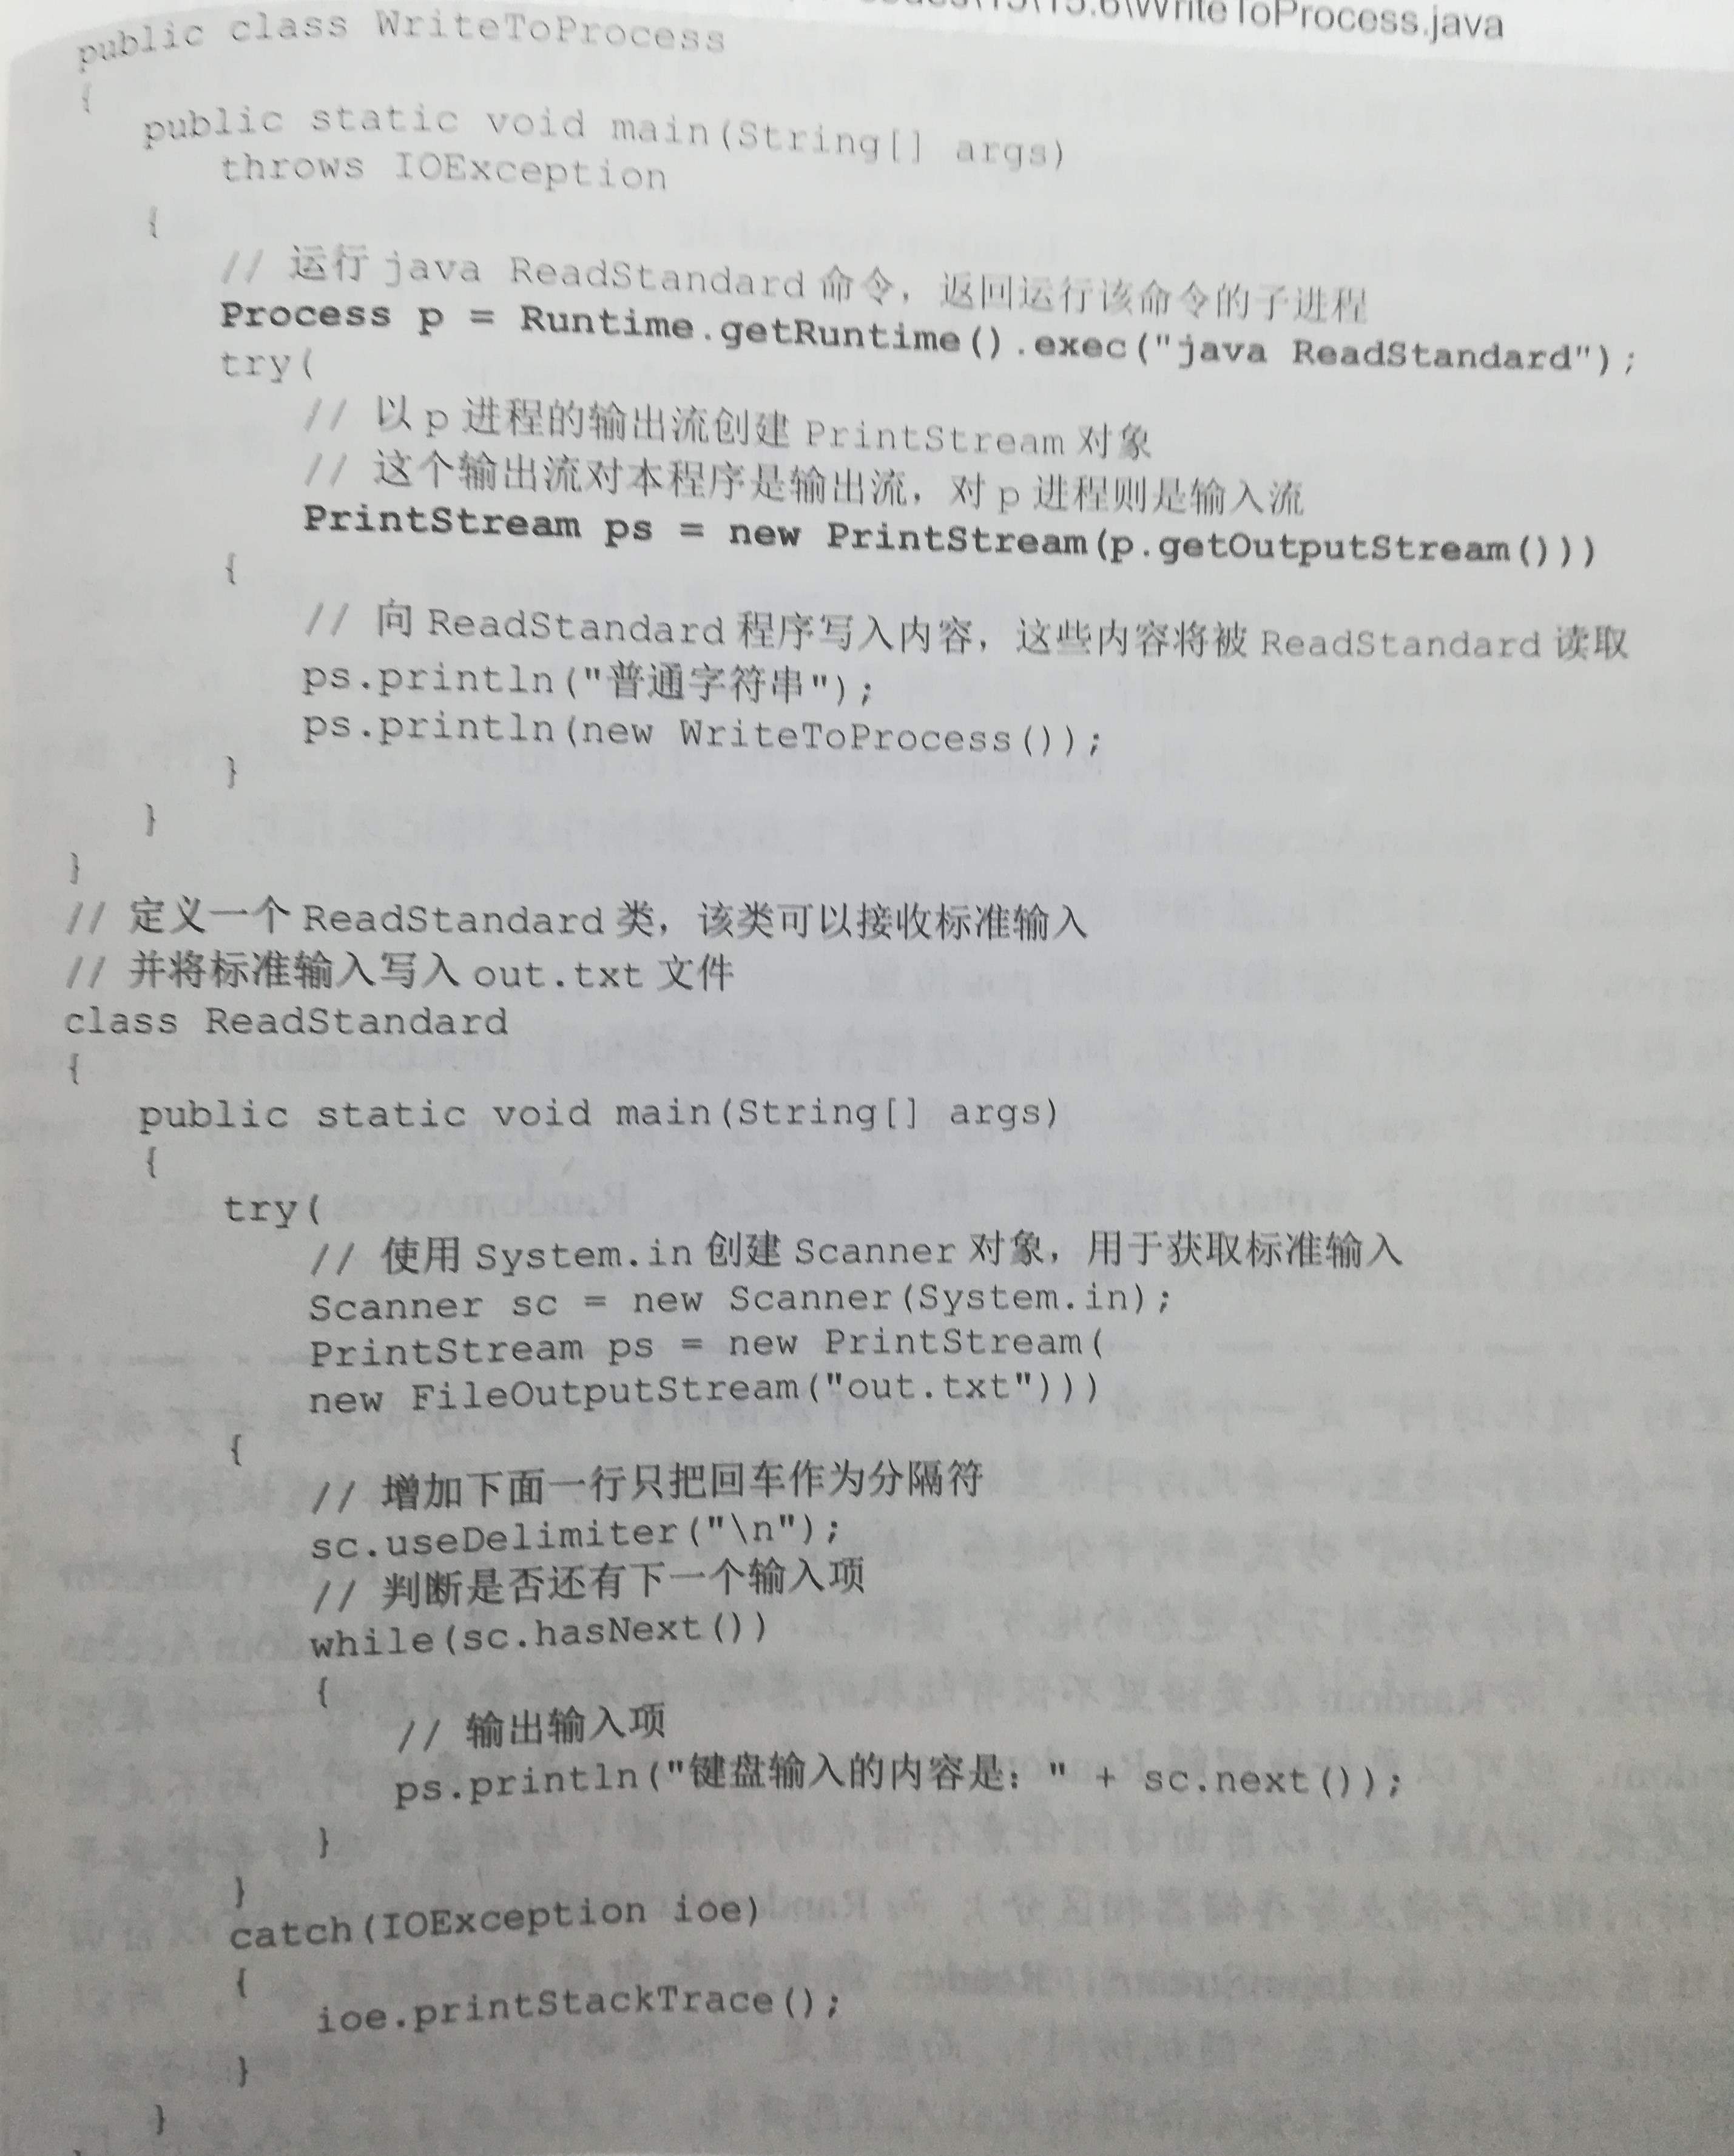 15.6\WriteToProcess.java
public class WriteToProcess
{
public static void main(String[] args)
throws IOException
{
// 运行 java ReadStandard 命令，返回运行该命令的子进程
Process p = Runtime.getRuntime().exec("java ReadStandard");
try(
// 以 p 进程的输出流创建 PrintStream 对象
// 这个输出流对本程序是输出流，对 p 进程则是输入流
PrintStream ps = new PrintStream(p.getOutputStream()))
{
// 向 ReadStandard 程序写入内容，这些内容将被 ReadStandard 读取
ps.println("普通字符串");
ps.println(new WriteToProcess());
}
}
}
// 定义一个 ReadStandard 类，该类可以接收标准输入
// 并将标准输入写入 out.txt 文件
class ReadStandard
{
public static void main(String[] args)
{
try(
// 使用 System.in 创建 Scanner 对象，用于获取标准输入
Scanner sc = new Scanner(System.in);
PrintStream ps = new PrintStream(
new FileOutputStream("out.txt")))
{
// 增加下面一行只把回车作为分隔符
sc.useDelimiter("\n");
// 判断是否还有下一个输入项
while(sc.hasNext())
{
// 输出输入项
ps.println("键盘输入的内容是：" + sc.next());
}
}
catch(IOException ioe)
{
ioe.printStackTrace();
}
}